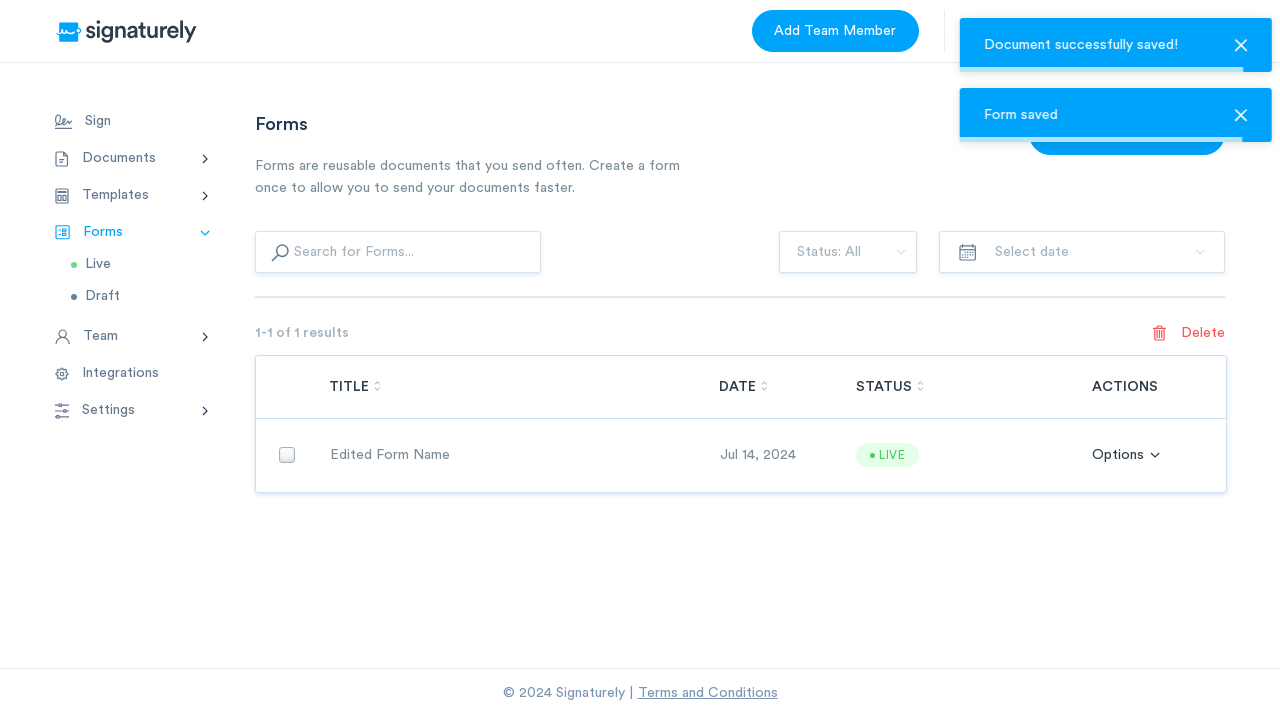 signaturely
Add Team Member
Document successfully saved!
Form saved
Sign
Documents
Templates
Forms
Live
Draft
Team
Integrations
Settings
Forms
Forms are reusable documents that you send often. Create a form
once to allow you to send your documents faster.
Search for Forms...
Status: All
Select date
1-1 of 1 results
Delete
TITLE DATE STATUS ACTIONS
Edited Form Name Jul 14, 2024 LIVE Options
© 2024 Signaturely | Terms and Conditions